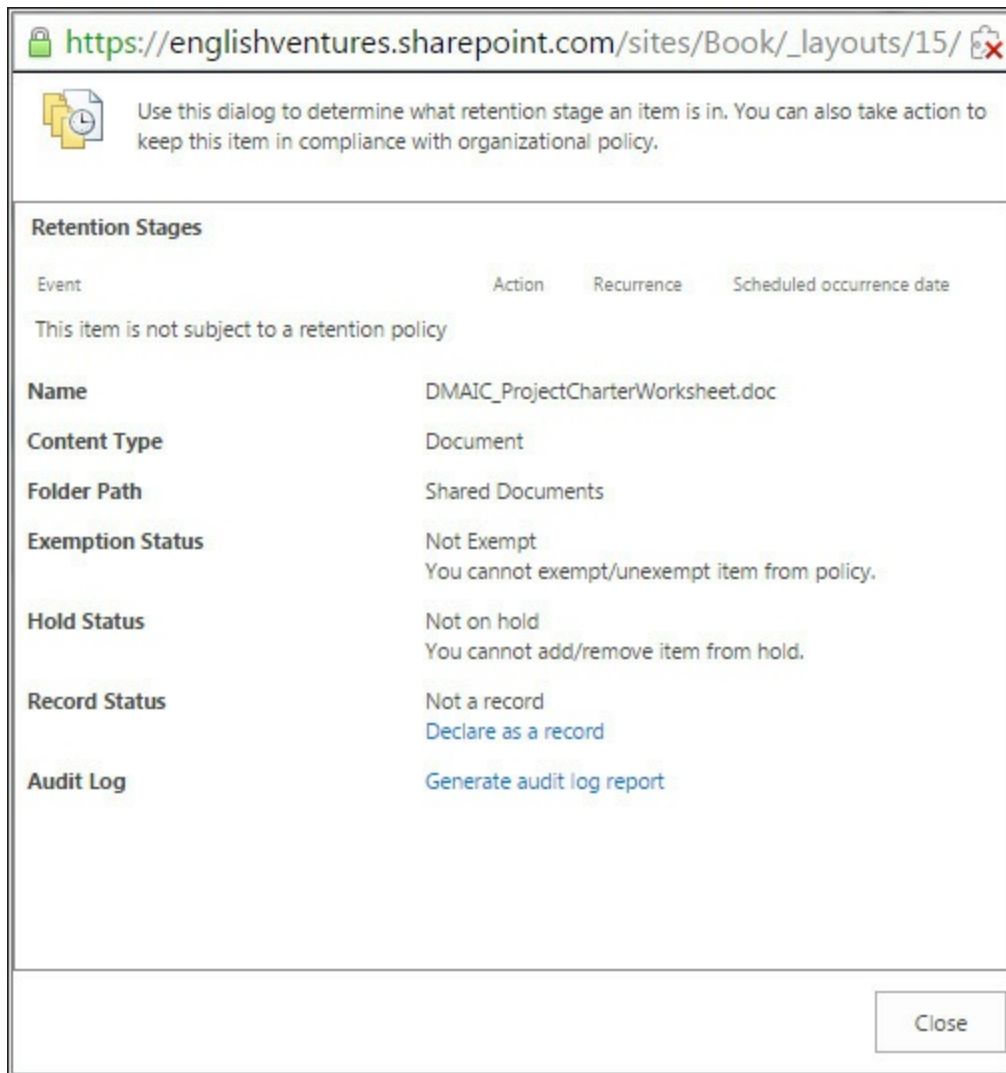 https://englishventures.sharepoint.com/sites/Book/_layouts/15/
Use this dialog to determine what retention stage an item is in. You can also take action to
keep this item in compliance with organizational policy.
Retention Stages
Event Action Recurrence Scheduled occurrence date
This item is not subject to a retention policy
Name DMAIC_ProjectCharterWorksheet.doc
Content Type Document
Folder Path Shared Documents
Exemption Status Not Exempt
You cannot exempt/unexempt item from policy.
Hold Status Not on hold
You cannot add/remove item from hold.
Record Status Not a record
Declare as a record
Audit Log Generate audit log report
Close